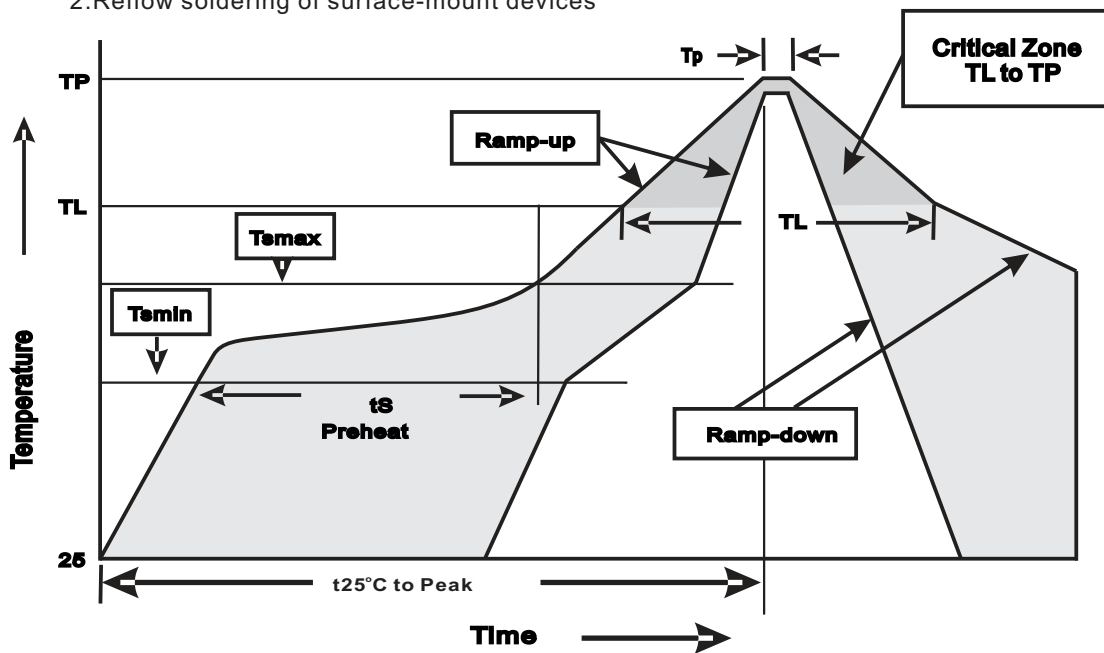 2.Reflow soldering of surface-mount devices
Tp
Critical Zone
TL to TP
TP
Ramp-up
TL
TL
Tsmax
Tsmin
tS
Preheat
Ramp-down
Temperature
25
t25°C to Peak
Time